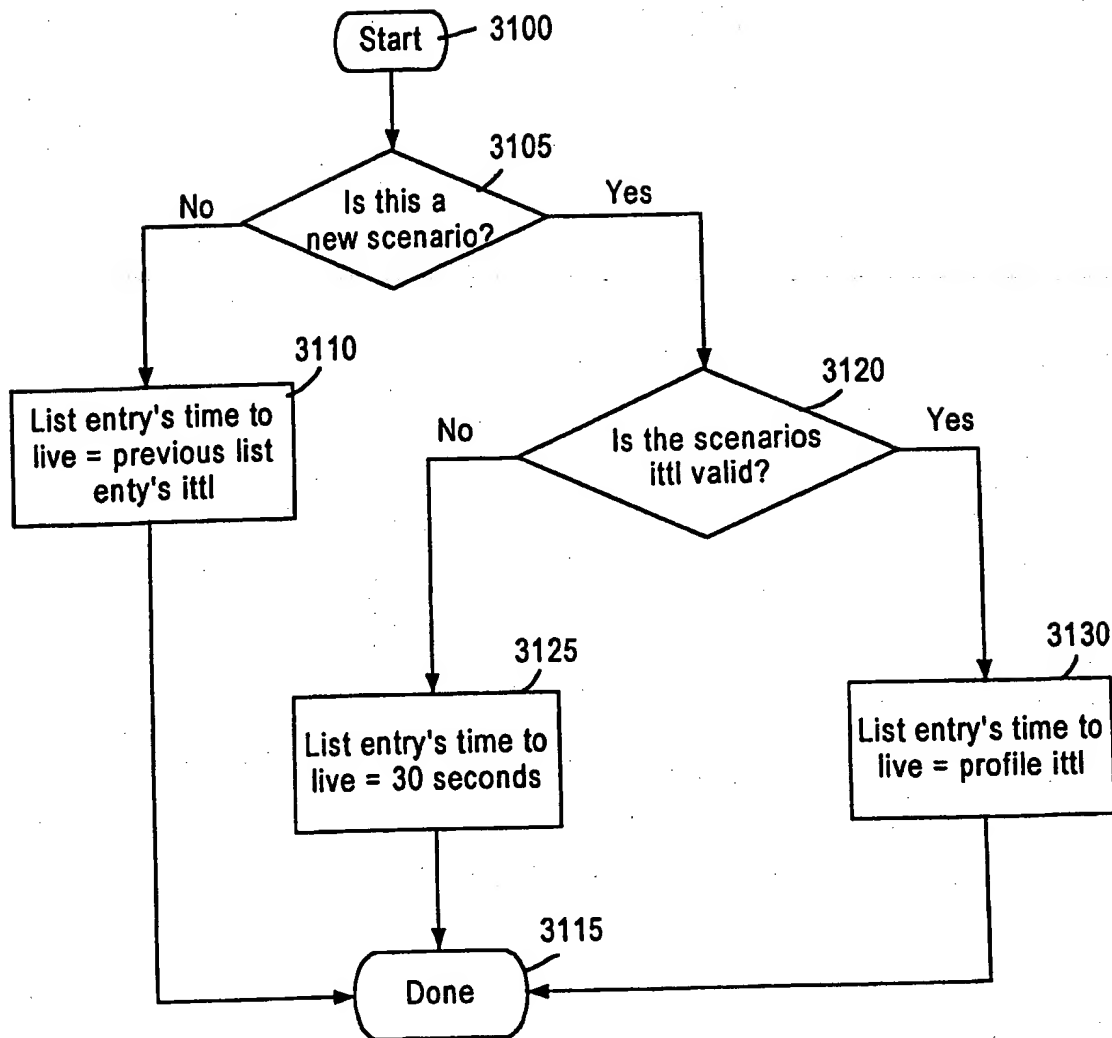 Start
3100
3105
Is this a
new scenario?
No
Yes
3110
List entry's time to
live = previous list
enty's ittl
3120
Is the scenarios
ittl valid?
No
Yes
3125
List entry's time to
live = 30 seconds
3130
List entry's time to
live = profile ittl
3115
Done